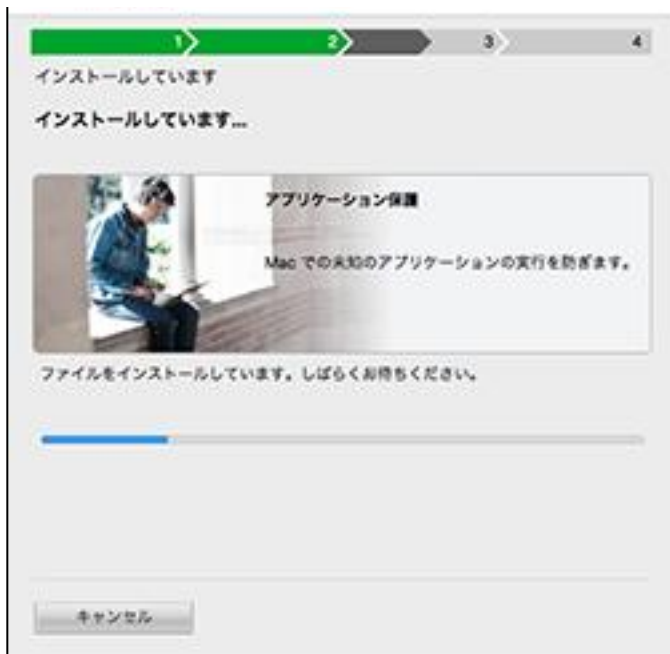 1 2 3 4
インストールしています
インストールしています...
アプリケーション保護
Mac での未知のアプリケーションの実行を防ぎます。
ファイルをインストールしています。しばらくお待ちください。
キャンセル